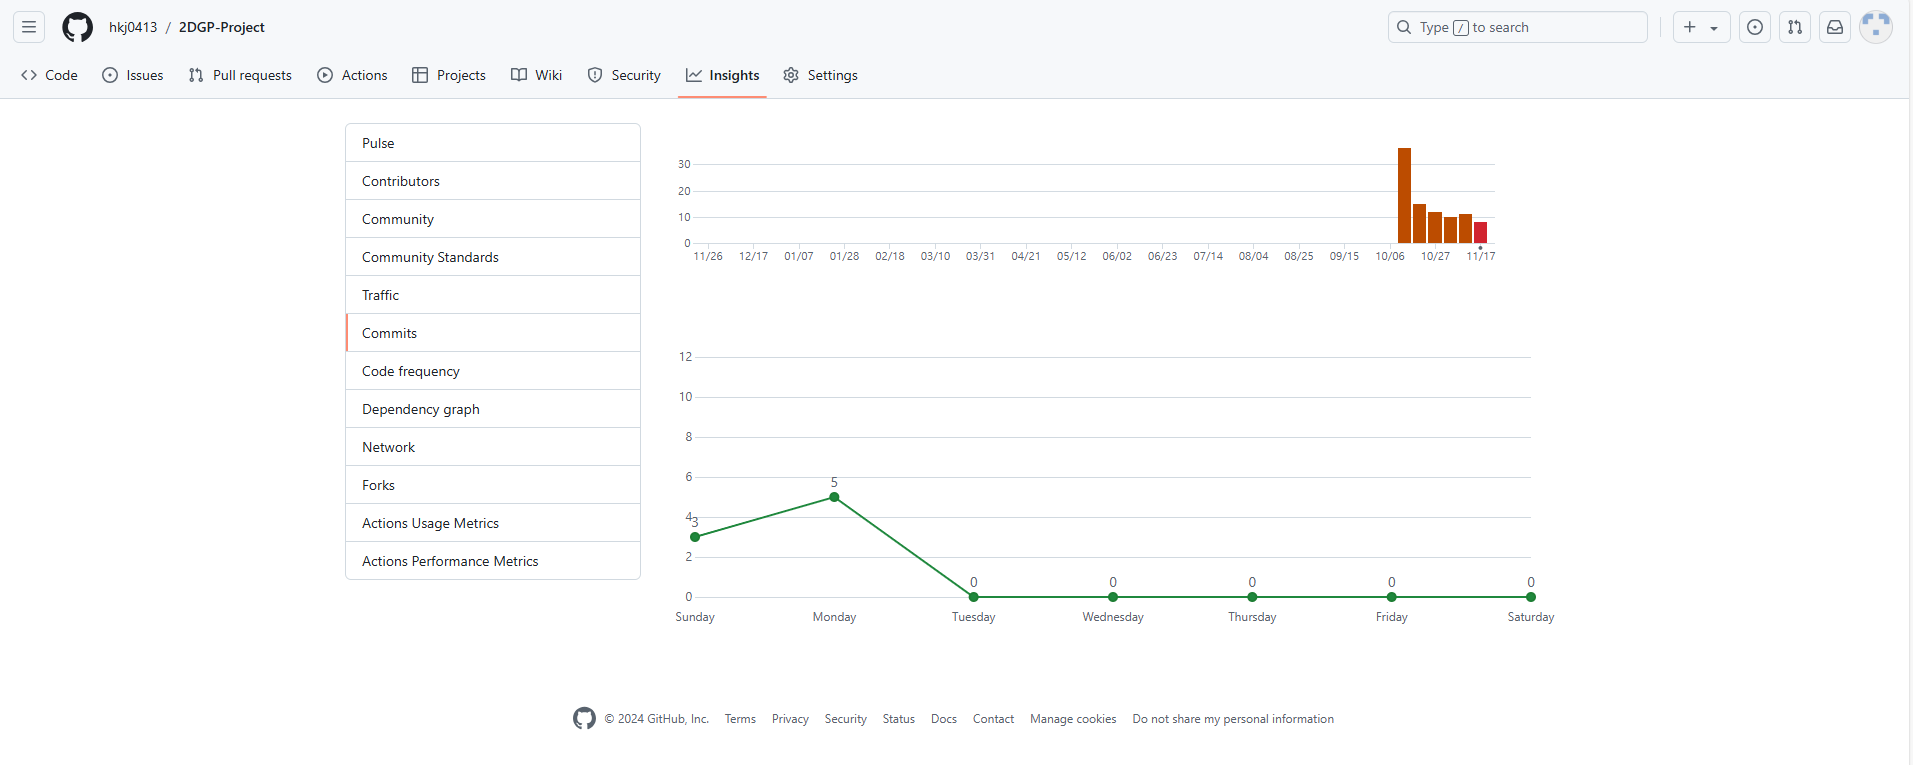 hkj0413 / 2DGP-Project
Type / to search
Code Issues Pull requests Actions Projects Wiki Security Insights Settings
Pulse
Contributors
Community
Community Standards
Traffic
Commits
Code frequency
Dependency graph
Network
Forks
Actions Usage Metrics
Actions Performance Metrics
30
20
10
0
11/26 12/17 01/07 01/28 02/18 03/10 03/31 04/21 05/12 06/02 06/23 07/14 08/04 08/25 09/15 10/06 10/27 11/17
12
10
8
6
5
4
3
2
0 0 0 0 0
0
Sunday Monday Tuesday Wednesday Thursday Friday Saturday
© 2024 GitHub, Inc. Terms Privacy Security Status Docs Contact Manage cookies Do not share my personal information